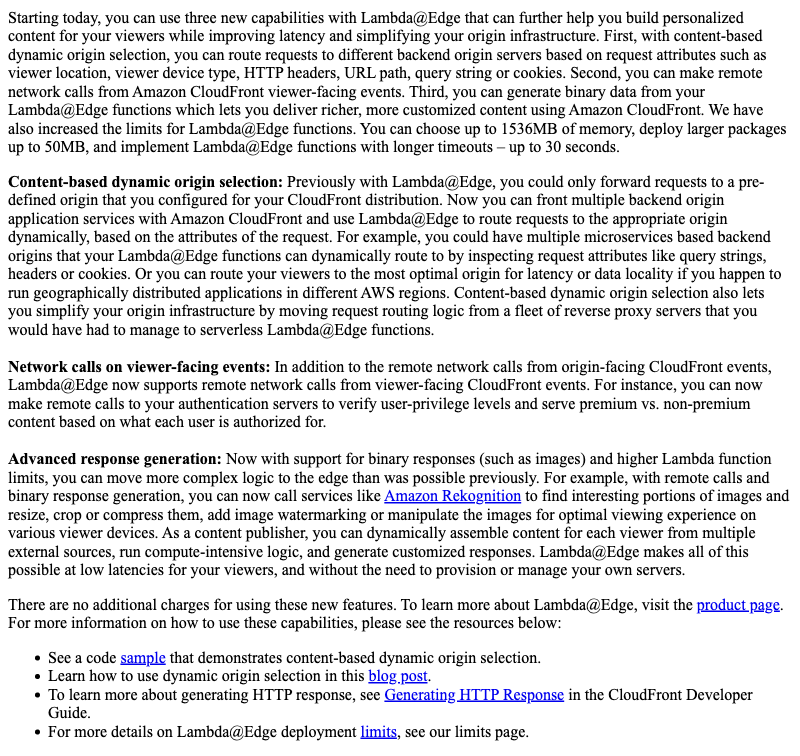 Starting today, you can use three new capabilities with Lambda@Edge that can further help you build personalized
content for your viewers while improving latency and simplifying your origin infrastructure. First, with content-based
dynamic origin selection, you can route requests to different backend origin servers based on request attributes such as
viewer location, viewer device type, HTTP headers, URL path, query string or cookies. Second, you can make remote
network calls from Amazon CloudFront viewer-facing events. Third, you can generate binary data from your
Lambda@Edge functions which lets you deliver richer, more customized content using Amazon CloudFront. We have
also increased the limits for Lambda@Edge functions. You can choose up to 1536MB of memory, deploy larger packages
up to 50MB, and implement Lambda@Edge functions with longer timeouts – up to 30 seconds.
Content-based dynamic origin selection: Previously with Lambda@Edge, you could only forward requests to a pre-
defined origin that you configured for your CloudFront distribution. Now you can front multiple backend origin
application services with Amazon CloudFront and use Lambda@Edge to route requests to the appropriate origin
dynamically, based on the attributes of the request. For example, you could have multiple microservices based backend
origins that your Lambda@Edge functions can dynamically route to by inspecting request attributes like query strings,
headers or cookies. Or you can route your viewers to the most optimal origin for latency or data locality if you happen to
run geographically distributed applications in different AWS regions. Content-based dynamic origin selection also lets
you simplify your origin infrastructure by moving request routing logic from a fleet of reverse proxy servers that you
would have had to manage to serverless Lambda@Edge functions.
Network calls on viewer-facing events: In addition to the remote network calls from origin-facing CloudFront events,
Lambda@Edge now supports remote network calls from viewer-facing CloudFront events. For instance, you can now
make remote calls to your authentication servers to verify user-privilege levels and serve premium vs. non-premium
content based on what each user is authorized for.
Advanced response generation: Now with support for binary responses (such as images) and higher Lambda function
limits, you can move more complex logic to the edge than was possible previously. For example, with remote calls and
binary response generation, you can now call services like Amazon Rekognition to find interesting portions of images and
resize, crop or compress them, add image watermarking or manipulate the images for optimal viewing experience on
various viewer devices. As a content publisher, you can dynamically assemble content for each viewer from multiple
external sources, run compute-intensive logic, and generate customized responses. Lambda@Edge makes all of this
possible at low latencies for your viewers, and without the need to provision or manage your own servers.
There are no additional charges for using these new features. To learn more about Lambda@Edge, visit the product page.
For more information on how to use these capabilities, please see the resources below:
• See a code sample that demonstrates content-based dynamic origin selection.
• Learn how to use dynamic origin selection in this blog post.
• To learn more about generating HTTP response, see Generating HTTP Response in the CloudFront Developer
Guide.
• For more details on Lambda@Edge deployment limits, see our limits page.